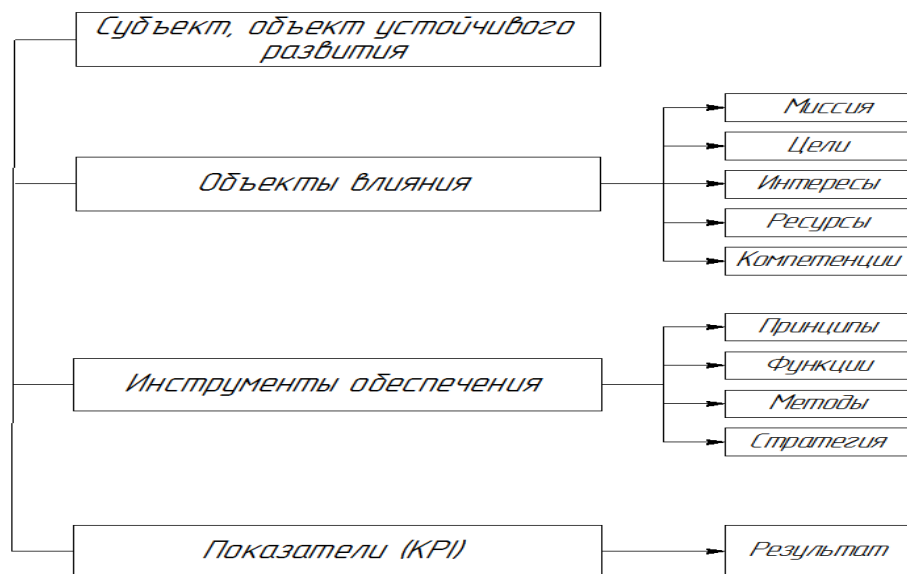 Субъект, объект устойчивого
развития
Объекты влияния
Миссия
Цели
Интересы
Ресурсы
Компетенции
Инструменты обеспечения
Принципы
Функции
Методы
Стратегия
Показатели (KPI)
Результат